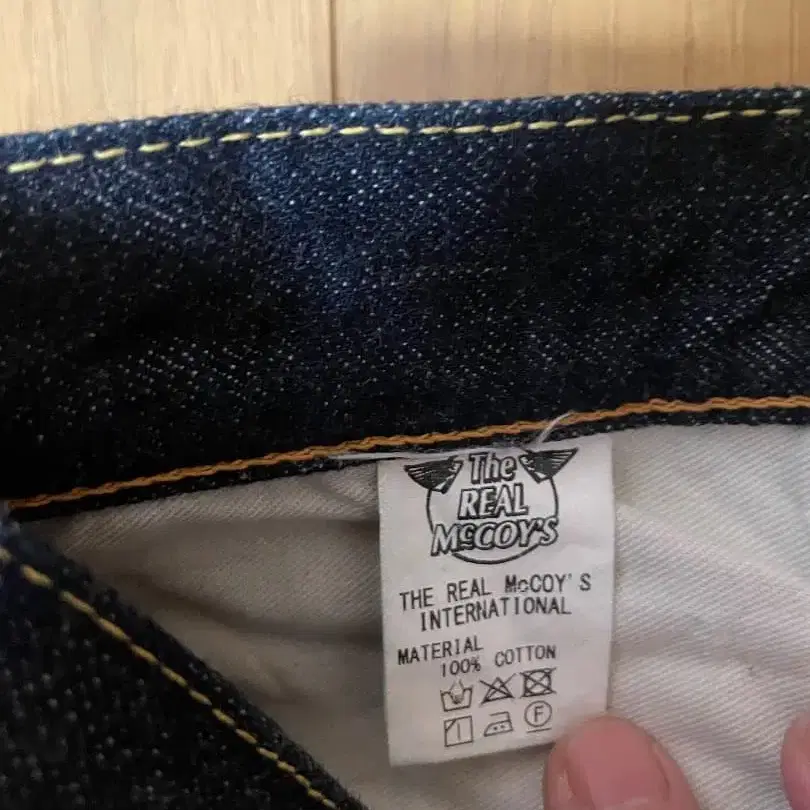 The
REAL
McCOY'S
THE REAL McCOY'S
INTERNATIONAL
MATERIAL
100% COTTON
F